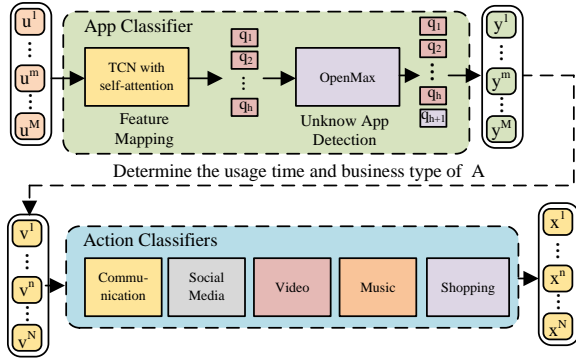 App Classifier
u1
⋮
um
⋮
uM
TCN with
self-attention
Feature
Mapping
q1
q2
⋮
qh
OpenMax
Unknow App
Detection
q1
q2
⋮
qh
qh+1
y1
⋮
ym
⋮
yM
Determine the usage time and business type of A
v1
⋮
vn
⋮
vN
Action Classifiers
Commu-
nication
Social
Media
Video
Music
Shopping
x1
⋮
xn
⋮
xN